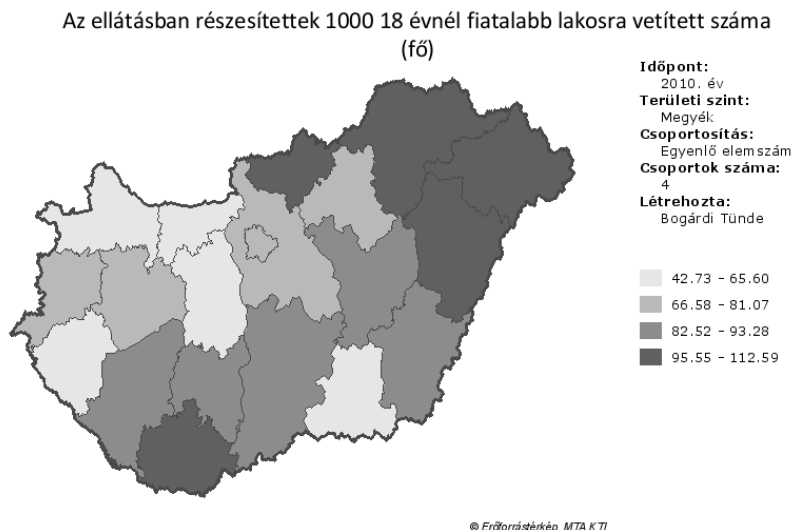 Az ellátásban részesítettek 1000 18 évnél fiatalabb lakosra vetített száma
(fő)
Időpont:
2010. év
Területi szint:
Megyék
Csoportosítás:
Egyenlő elemszám
Csoportok száma:
4
Létrehozta:
Bogárdi Tünde
42.73 - 65.60
66.58 - 81.07
82.52 - 93.28
95.55 - 112.59
© Erőforrástérkép, MTA KTI